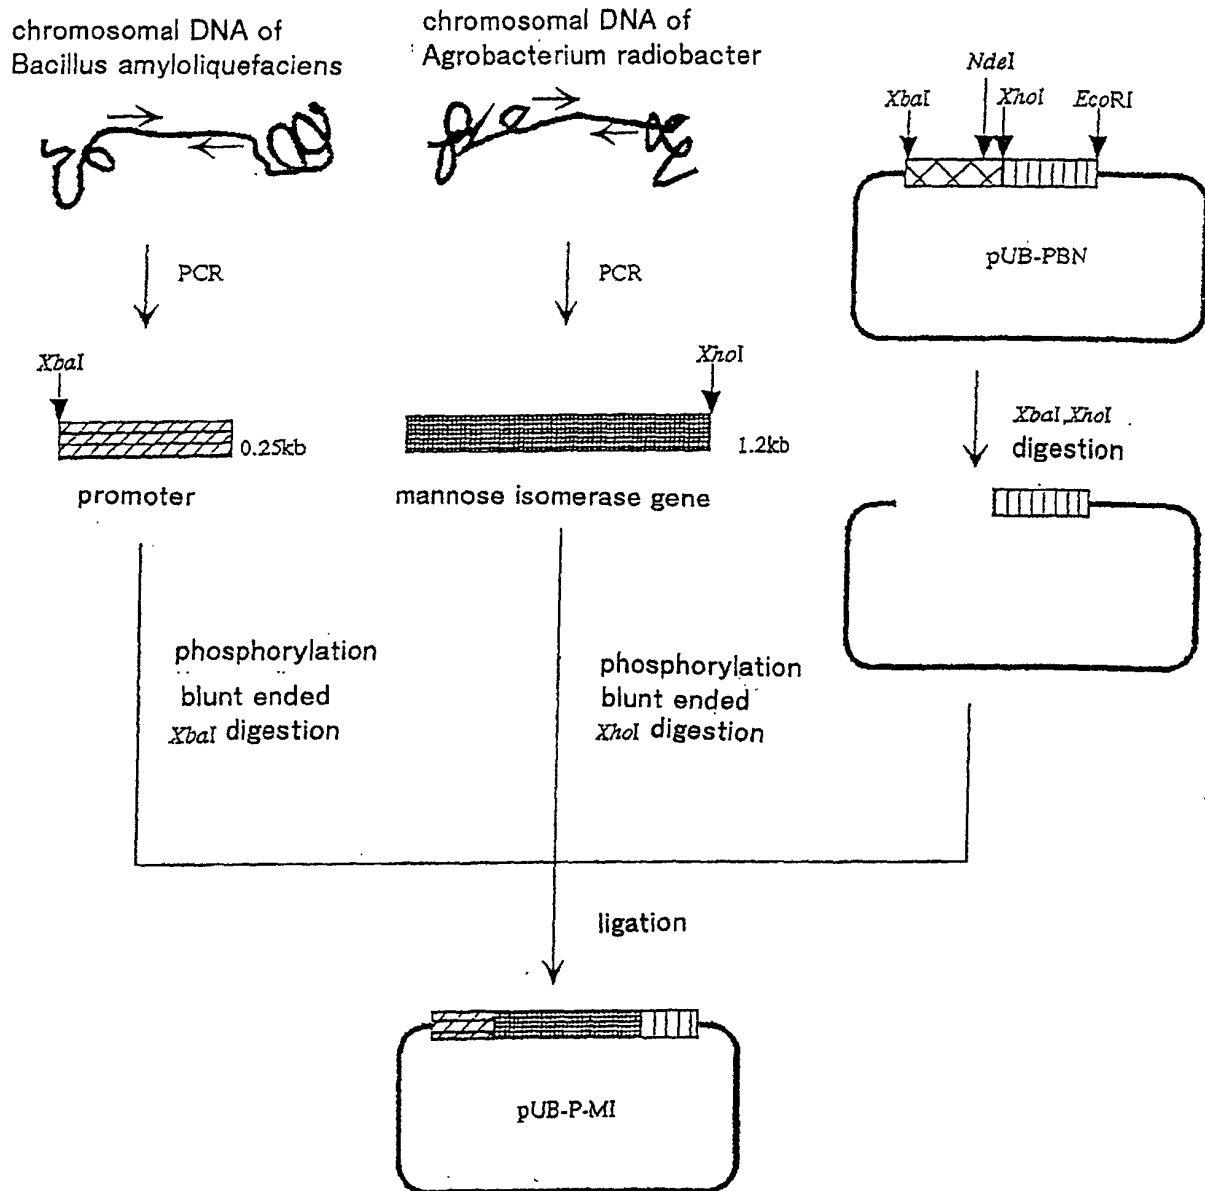 chromosomal DNA of
Bacillus amyloliquefaciens
chromosomal DNA of
Agrobacterium radiobacter
NdeI
XbaI
XhoI
EcoRI
pUB-PBN
PCR
PCR
XbaI
XhoI
XbaI,XhoI
digestion
0.25kb
1.2kb
promoter
mannose isomerase gene
phosphorylation
blunt ended
XbaI digestion
phosphorylation
blunt ended
XhoI digestion
ligation
pUB-P-MI